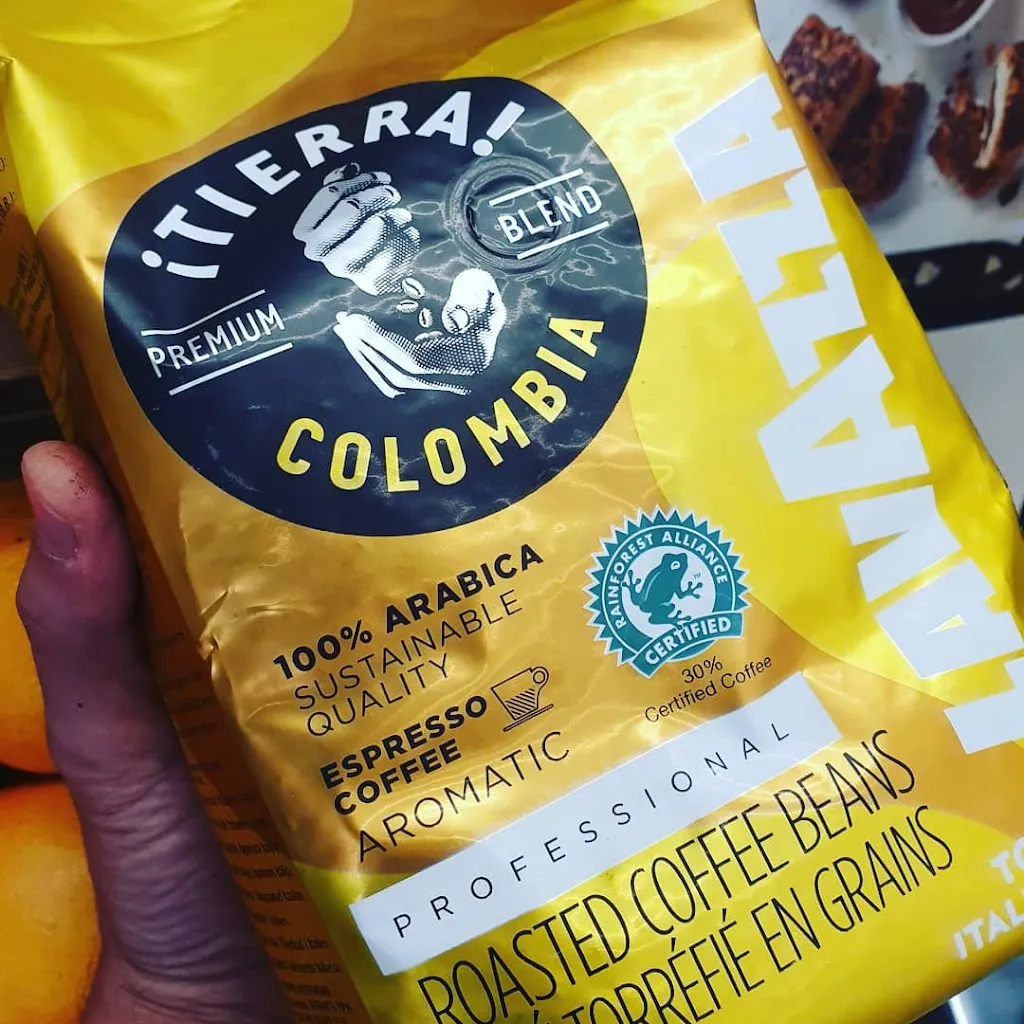 ¡TIERRA!
BLEND
PREMIUM
COLOMBIA
LAVAZZA
100% ARABICA
SUSTAINABLE
QUALITY
RAINFOREST ALLIANCE
TM
CERTIFIED
30%
Certified Coffee
ESPRESSO
COFFEE
AROMATIC
PROFESSIONAL
ROASTED COFFEE BEANS
TORRÉFIÉ EN GRAINS